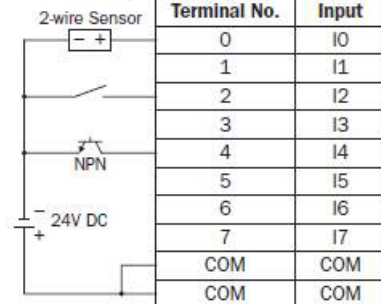 2-wire Sensor
- +
NPN
-
24V DC
+
Terminal No. Input
0 I0
1 I1
2 I2
3 I3
4 I4
5 I5
6 I6
7 I7
COM COM
COM COM